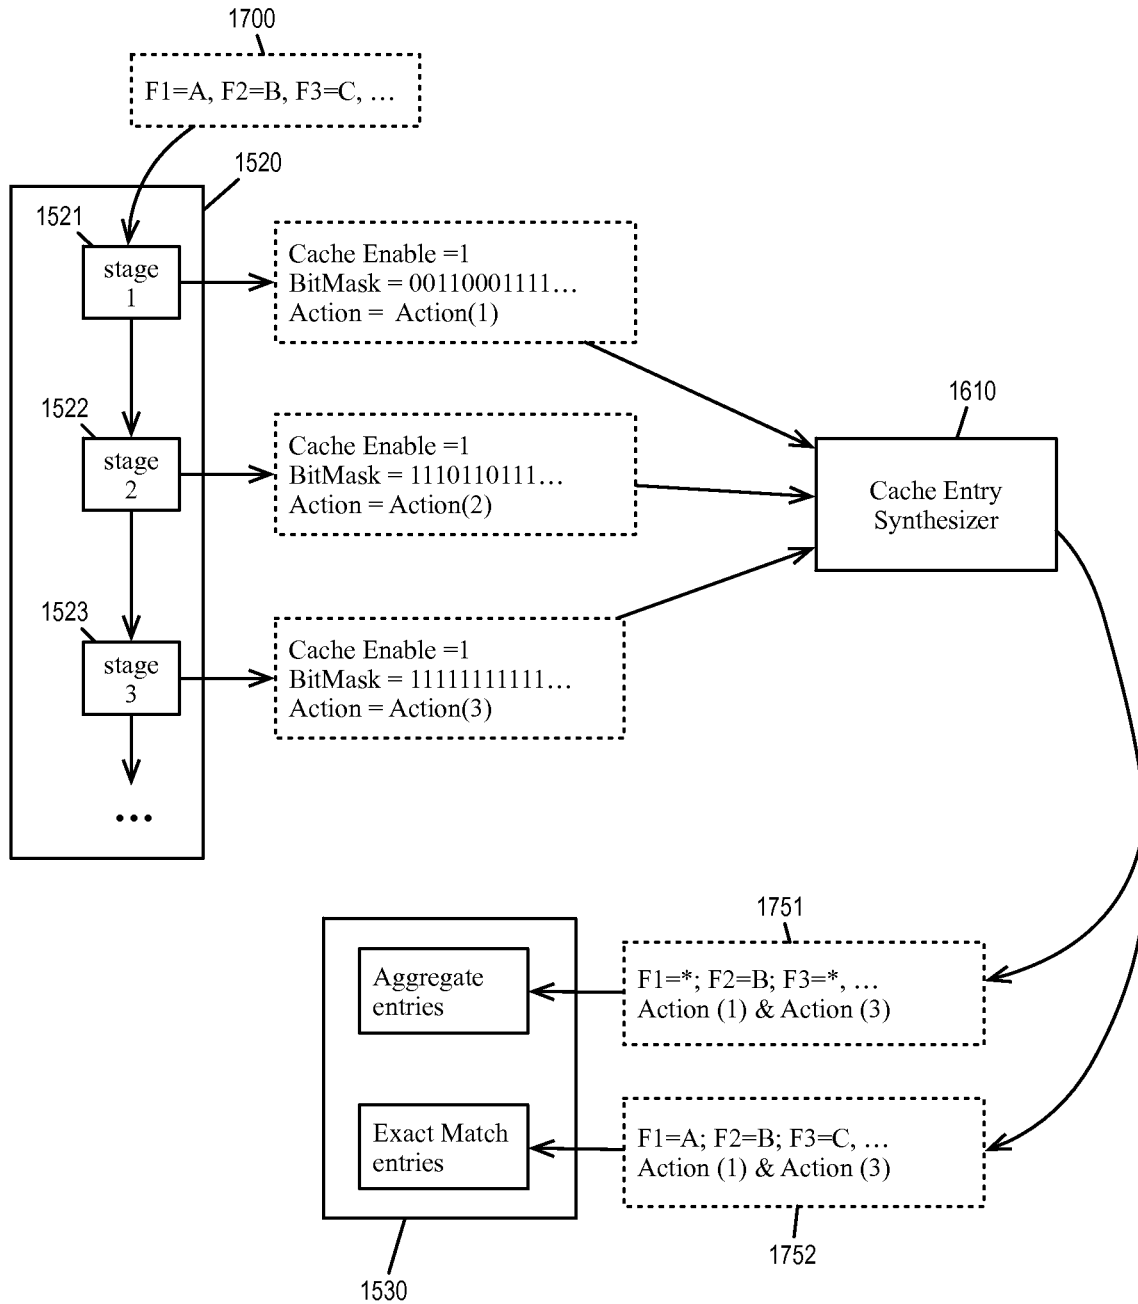 1700
F1=A, F2=B, F3=C, ...
1520
1521
stage
1
Cache Enable =1
BitMask = 00110001111...
Action = Action(1)
1522
stage
2
Cache Enable =1
BitMask = 1110110111...
Action = Action(2)
1610
Cache Entry
Synthesizer
1523
stage
3
Cache Enable =1
BitMask = 11111111111...
Action = Action(3)
...
1751
Aggregate
entries
F1=*; F2=B; F3=*, ...
Action (1) & Action (3)
Exact Match
entries
F1=A; F2=B; F3=C, ...
Action (1) & Action (3)
1752
1530